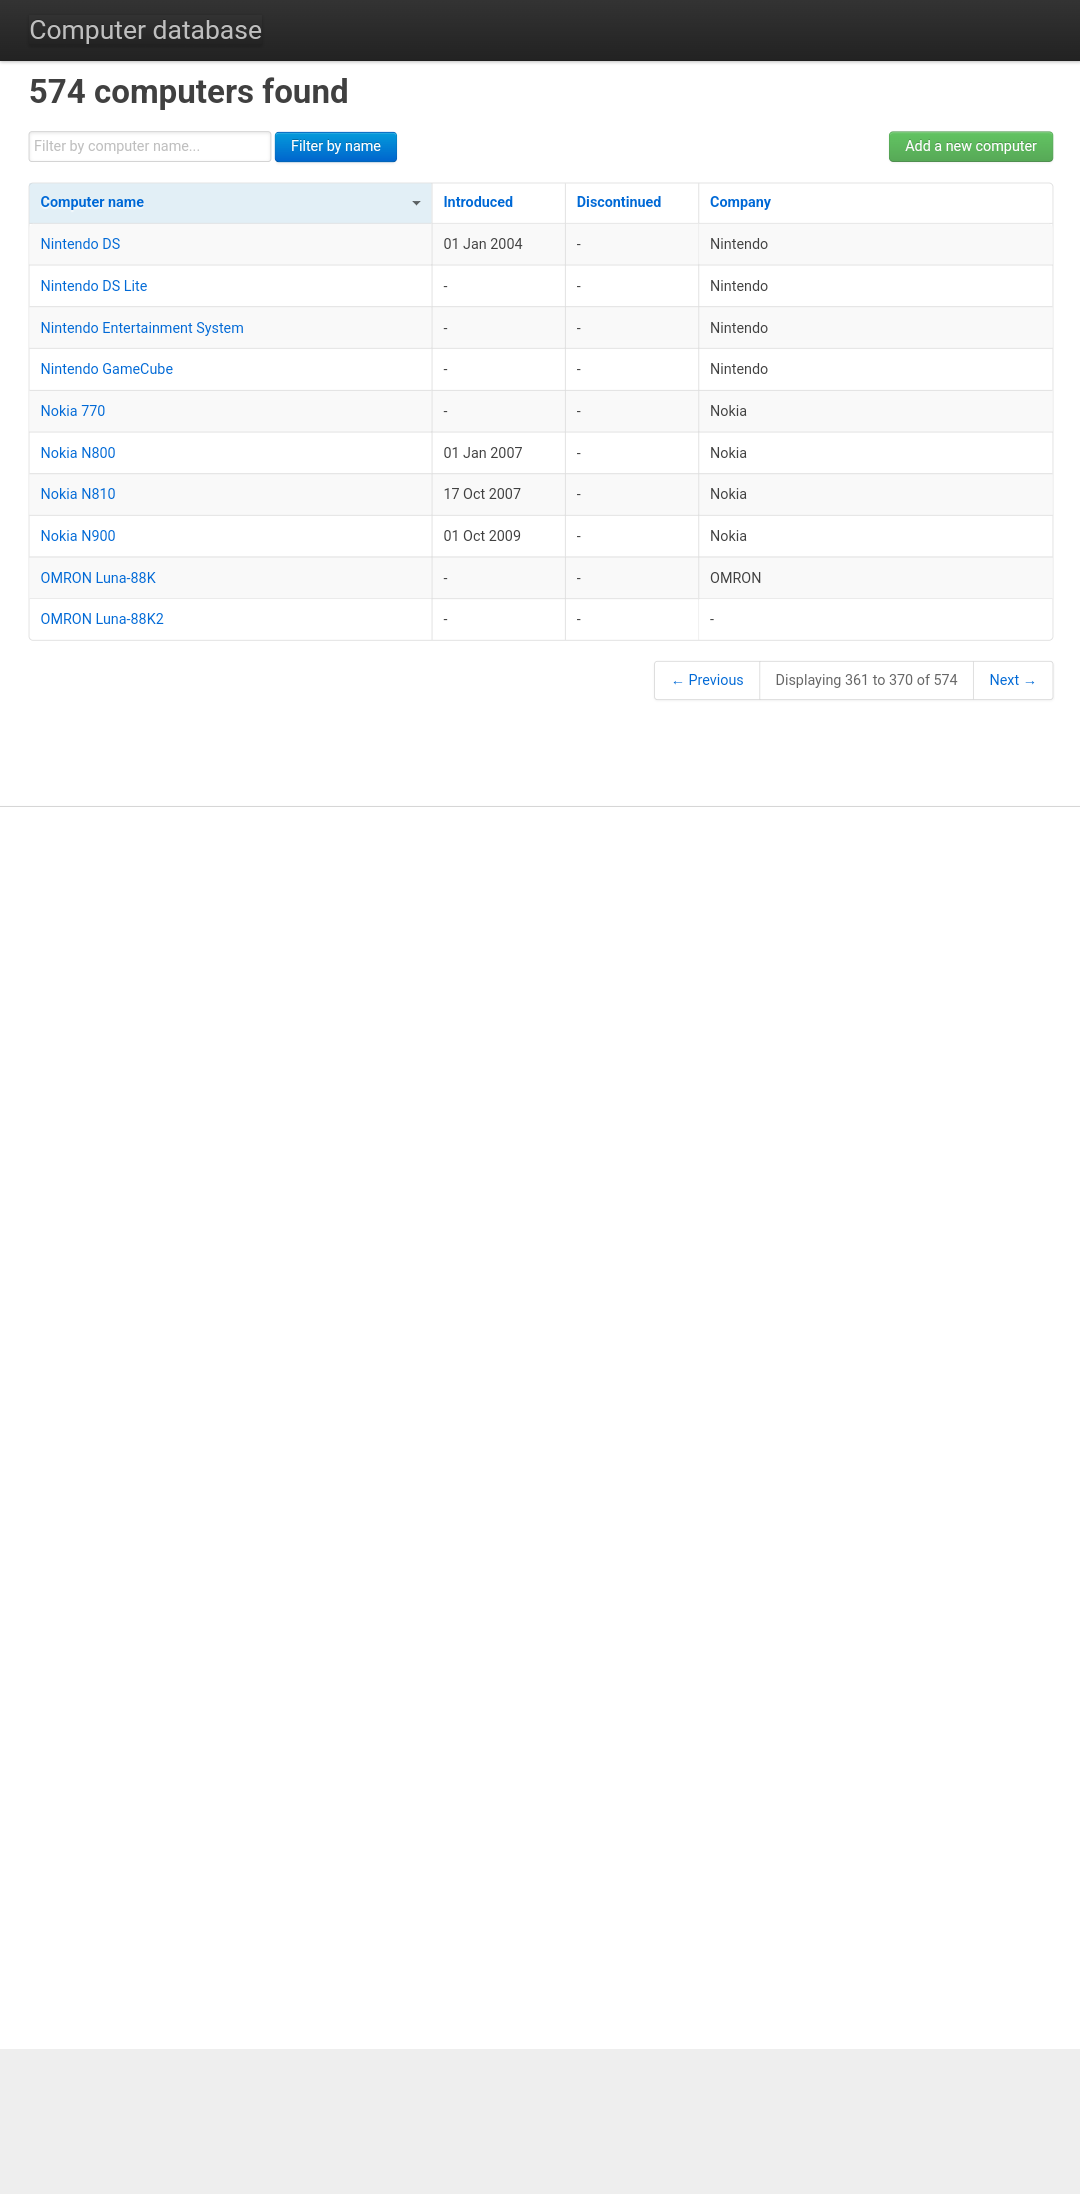 Computer database
574 computers found
Filter by computer name... Filter by name Add a new computer
Computer name Introduced Discontinued Company
Nintendo DS 01 Jan 2004 - Nintendo
Nintendo DS Lite - - Nintendo
Nintendo Entertainment System - - Nintendo
Nintendo GameCube - - Nintendo
Nokia 770 - - Nokia
Nokia N800 01 Jan 2007 - Nokia
Nokia N810 17 Oct 2007 - Nokia
Nokia N900 01 Oct 2009 - Nokia
OMRON Luna-88K - - OMRON
OMRON Luna-88K2 - - -
← Previous Displaying 361 to 370 of 574 Next →